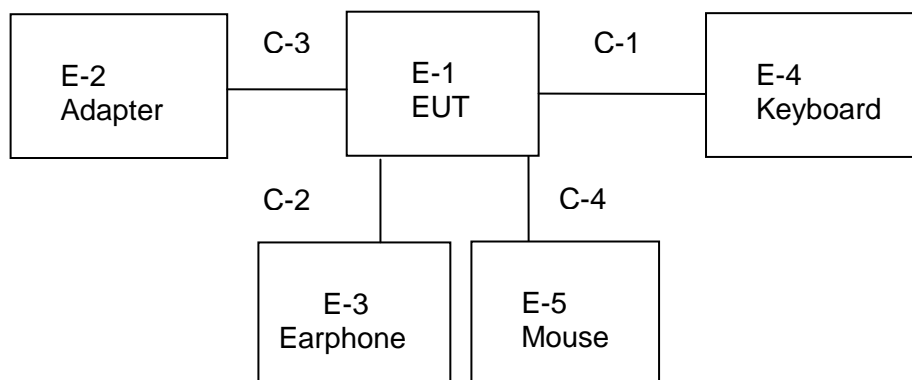 C-3
C-1
E-2
Adapter
E-1
EUT
E-4
Keyboard
C-2
C-4
E-3
Earphone
E-5
Mouse